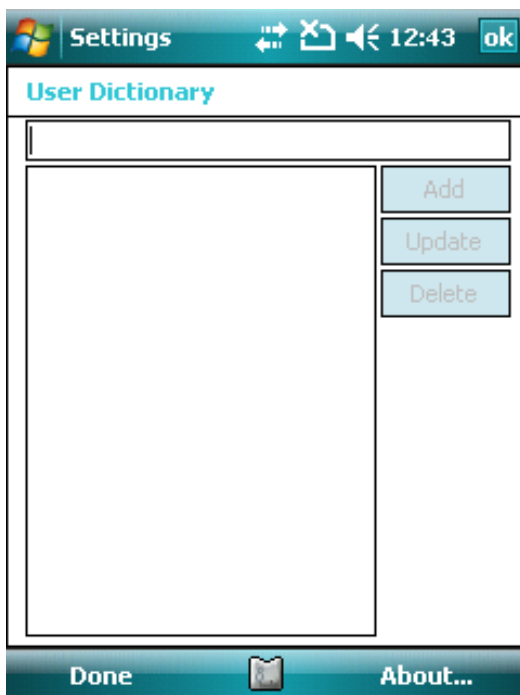 Settings 12:43 ok
User Dictionary
Add
Update
Delete
Done About...